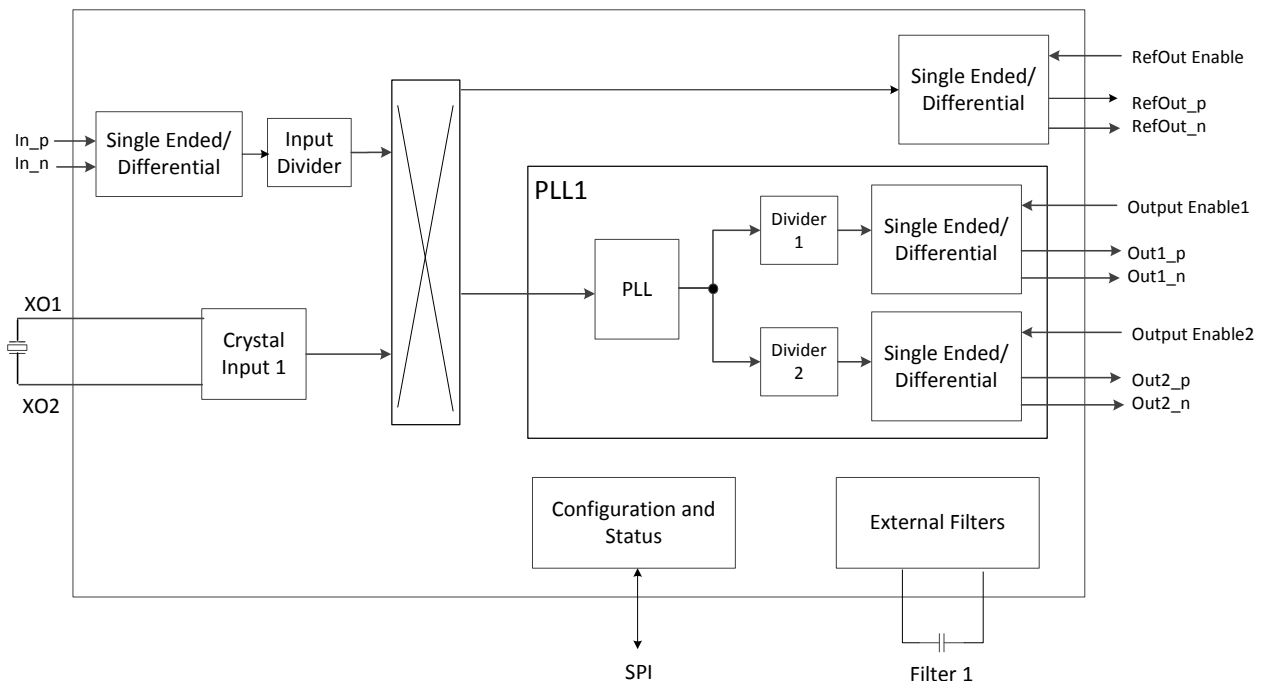 In_p
In_n
Single Ended/
Differential
Input
Divider
XO1
XO2
Crystal
Input 1
Single Ended/
Differential
RefOut Enable
RefOut_p
RefOut_n
PLL1
PLL
Divider
1
Single Ended/
Differential
Output Enable1
Out1_p
Out1_n
Divider
2
Single Ended/
Differential
Output Enable2
Out2_p
Out2_n
Configuration and
Status
External Filters
SPI
Filter 1